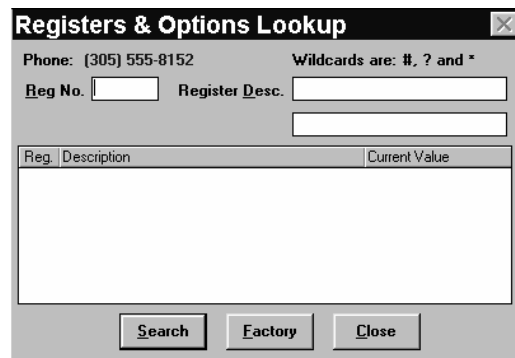 Registers & Options Lookup
Phone: (305) 555-8152 Wildcards are: #, ? and *
Reg No. Register Desc.
Reg. Description Current Value
Search Factory Close